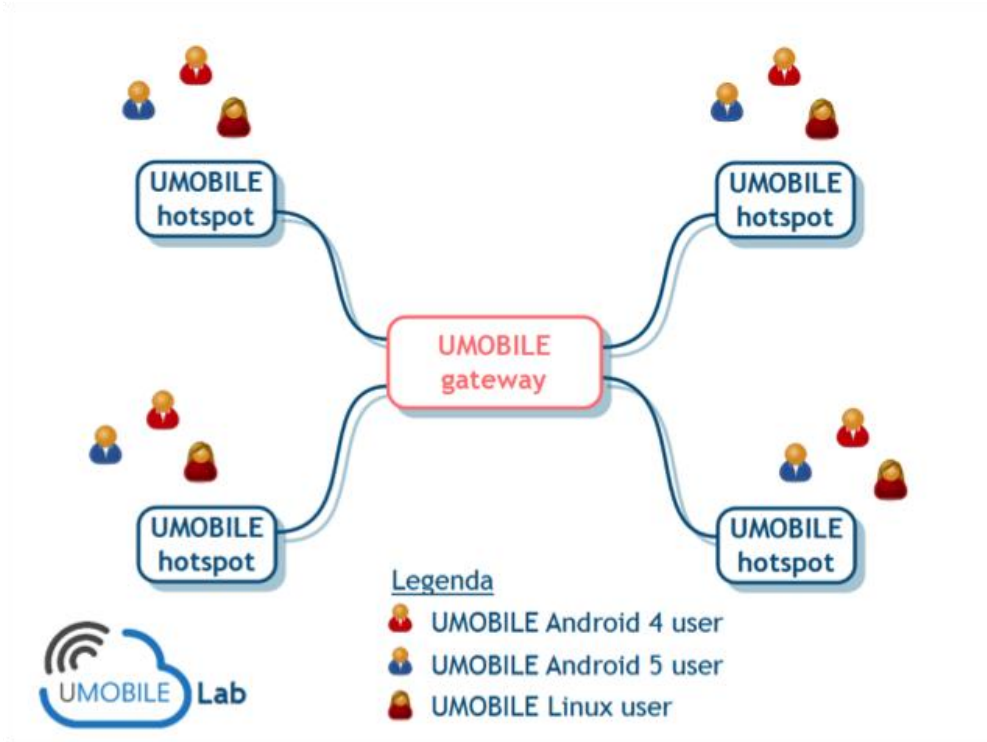 UMOBILE
hotspot
UMOBILE
hotspot
UMOBILE
gateway
UMOBILE
hotspot
UMOBILE
hotspot
Legenda
UMOBILE Android 4 user
UMOBILE Android 5 user
UMOBILE Linux user
UMOBILE Lab